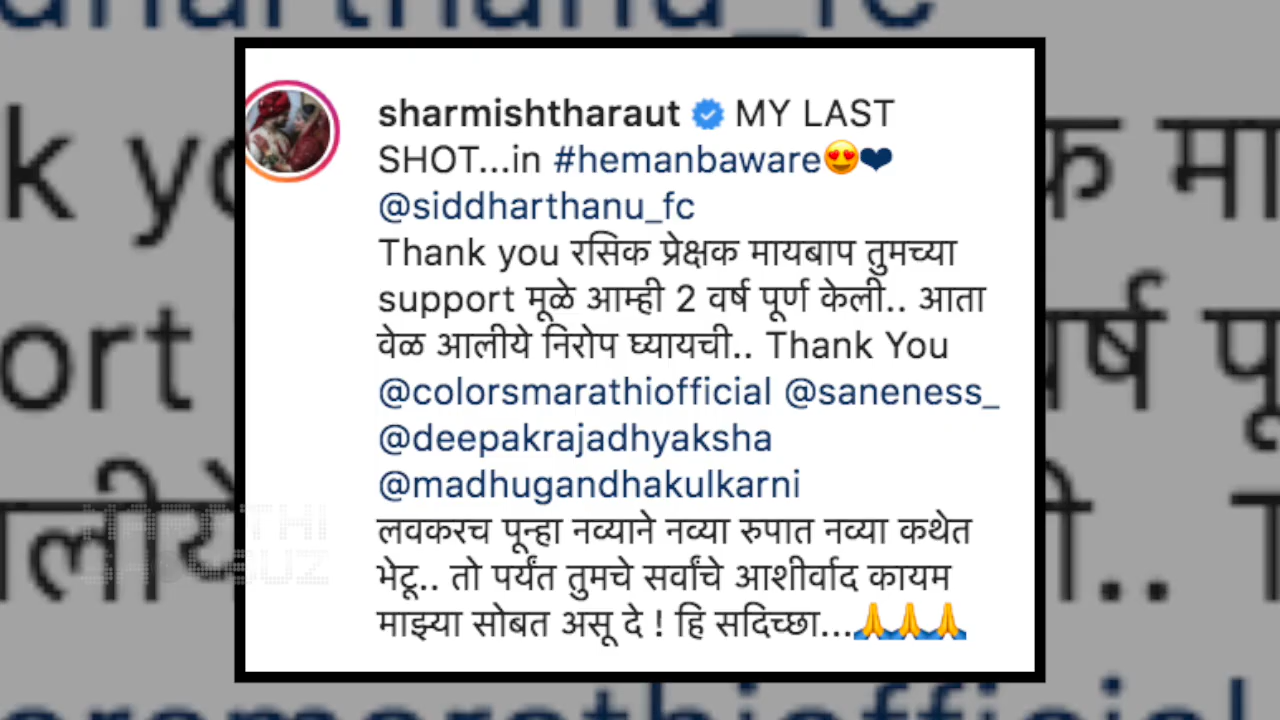 sharmishtharaut MY LAST
SHOT...in #hemanbaware😍❤
@siddharthanu_fc
Thank you रसिक प्रेक्षक मायबाप तुमच्या
support मूळे आम्ही 2 वर्ष पूर्ण केली.. आता
वेळ आलीये निरोप घ्यायची.. Thank You
@colorsmarathiofficial @saneness_
@deepakrajadhyaksha
@madhugandhakulkarni
लवकरच पून्हा नव्याने नव्या रुपात नव्या कथेत
भेटू.. तो पर्यंत तुमचे सर्वांचे आशीर्वाद कायम
माझ्या सोबत असू दे ! हि सदिच्छा...🙏🙏🙏